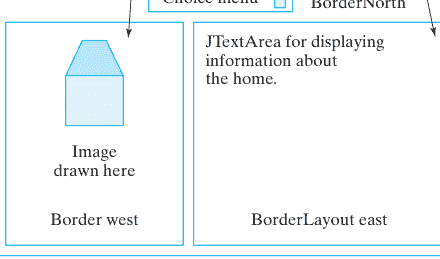 Choice menu
BorderNorth
JTextArea for displaying
information about
the home.
Image
drawn here
Border west
BorderLayout east